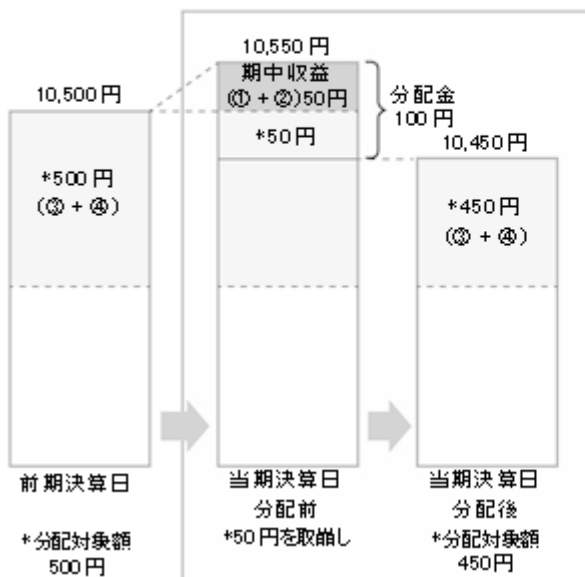 10,500円
*500円
(③+④)
前期決算日
*分配対象額
500円
10,550円
期中収益
(①+②)50円
*50円
分配金
100円
当期決算日
分配前
*50円を取崩し
10,450円
*450円
(③+④)
当期決算日
分配後
*分配対象額
450円